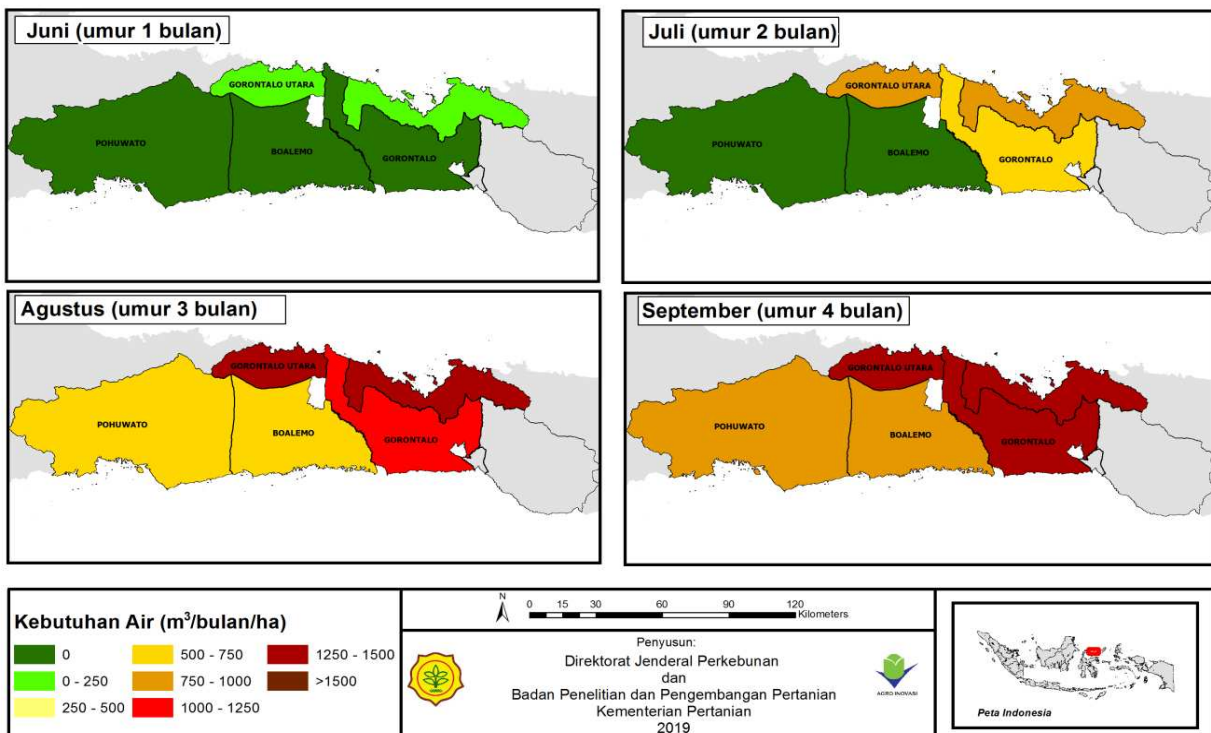 Juni (umur 1 bulan)
GORONTALO UTARA
POHUWATO
BOALEMO
GORONTALO
Juli (umur 2 bulan)
GORONTALO UTARA
POHUWATO
BOALEMO
GORONTALO
Agustus (umur 3 bulan)
GORONTALO UTARA
POHUWATO
BOALEMO
GORONTALO
September (umur 4 bulan)
GORONTALO UTARA
POHUWATO
BOALEMO
GORONTALO
Kebutuhan Air (m³/bulan/ha)
0
0 - 250
250 - 500
500 - 750
750 - 1000
1000 - 1250
1250 - 1500
>1500
N
0 15 30 60 90 120
Kilometers
Penyusun:
Direktorat Jenderal Perkebunan
dan
Badan Penelitian dan Pengembangan Pertanian
Kementerian Pertanian
2019
AGRO INOVASI
Peta Indonesia